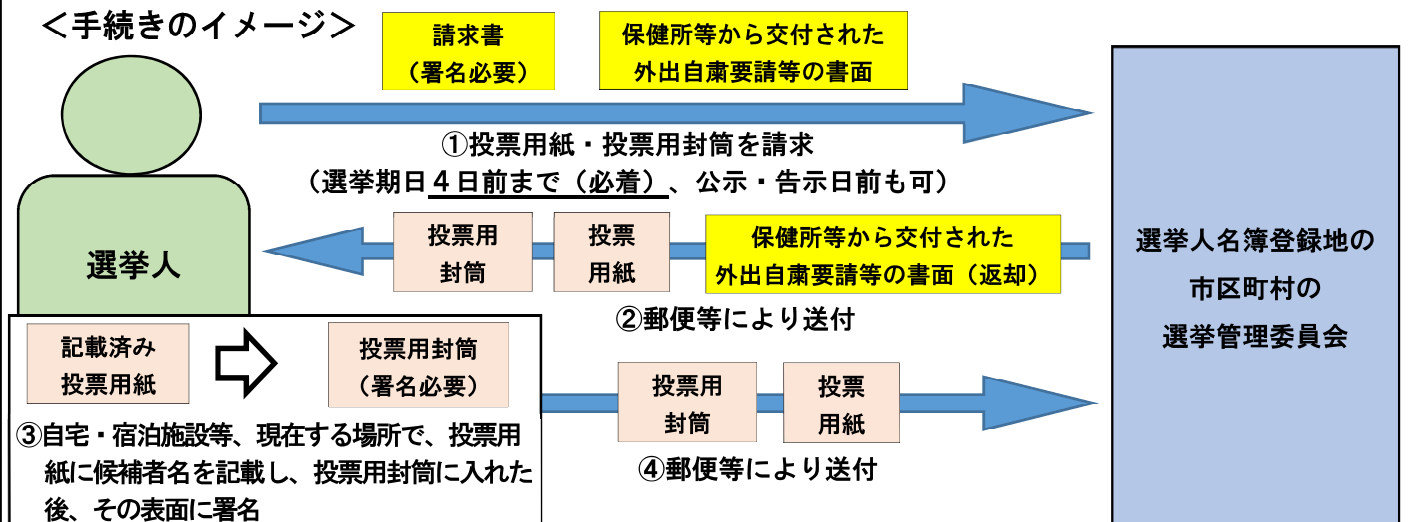 ＜手続きのイメージ＞
請求書
（署名必要）
保健所等から交付された
外出自粛要請等の書面
①投票用紙・投票用封筒を請求
（選挙期日４日前まで（必着）、公示・告示日前も可）
選挙人
投票用
封筒
投票
用紙
保健所等から交付された
外出自粛要請等の書面（返却）
②郵便等により送付
記載済み
投票用紙
投票用封筒
（署名必要）
③自宅・宿泊施設等、現在する場所で、投票用
紙に候補者名を記載し、投票用封筒に入れた
後、その表面に署名
投票用
封筒
投票
用紙
④郵便等により送付
選挙人名簿登録地の
市区町村の
選挙管理委員会